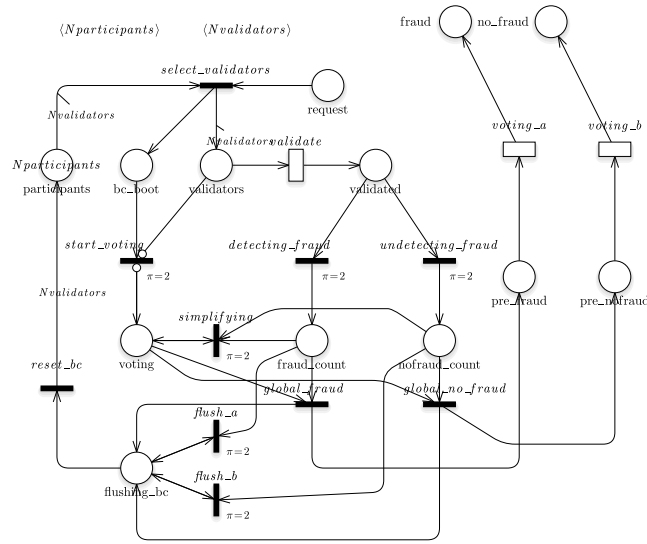 fraud
no_fraud
⟨Nparticipants⟩
⟨Nvalidators⟩
select_validators
request
Nvalidators
Nvalidators
validate
voting_a
voting_b
Nparticipants
participants
bc_boot
validators
validated
start_voting
detecting_fraud
undetecting_fraud
π=2
π=2
π=2
Nvalidators
pre_fraud
pre_nofraud
simplifying
π=2
voting
fraud_count
nofraud_count
reset_bc
global_fraud
global_no_fraud
flush_a
π=2
flush_b
flushing_bc
π=2